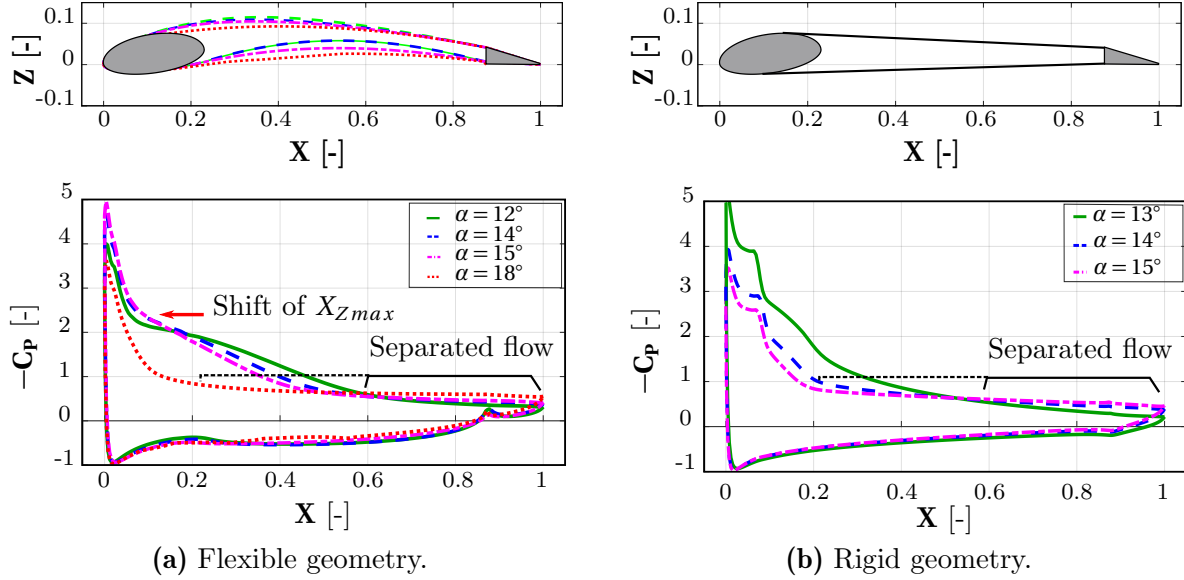 0.1
0
-0.1
Z [-]
0
0.2
0.4
0.6
0.8
1
X [-]
0.1
0
-0.1
Z [-]
0
0.2
0.4
0.6
0.8
1
X [-]
5
4
3
2
1
0
-1
−C_P [-]
α = 12°
α = 14°
α = 15°
α = 18°
Shift of X_{Zmax}
Separated flow
0
0.2
0.4
0.6
0.8
1
X [-]
(a) Flexible geometry.
5
4
3
2
1
0
-1
−C_P [-]
α = 13°
α = 14°
α = 15°
Separated flow
0
0.2
0.4
0.6
0.8
1
X [-]
(b) Rigid geometry.